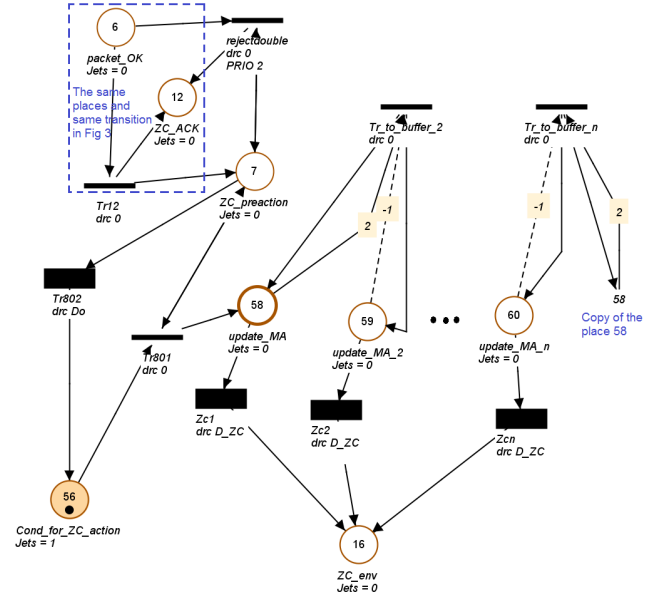 6
packet_OK
Jets = 0
rejectdouble
drc 0
PRIO 2
The same
places and
same transition
in Fig 3
12
ZC_ACK
Jets = 0
Tr_to_buffer_2
drc 0
Tr_to_buffer_n
drc 0
7
ZC_preaction
Jets = 0
Tr12
drc 0
-1
2
-1
2
Tr802
drc Do
58
update_MA
Jets = 0
59
update_MA_2
Jets = 0
60
update_MA_n
Jets = 0
58
Copy of the
place 58
Tr801
drc 0
Zc1
drc D_ZC
Zc2
drc D_ZC
Zcn
drc D_ZC
56
Cond_for_ZC_action
Jets = 1
16
ZC_env
Jets = 0